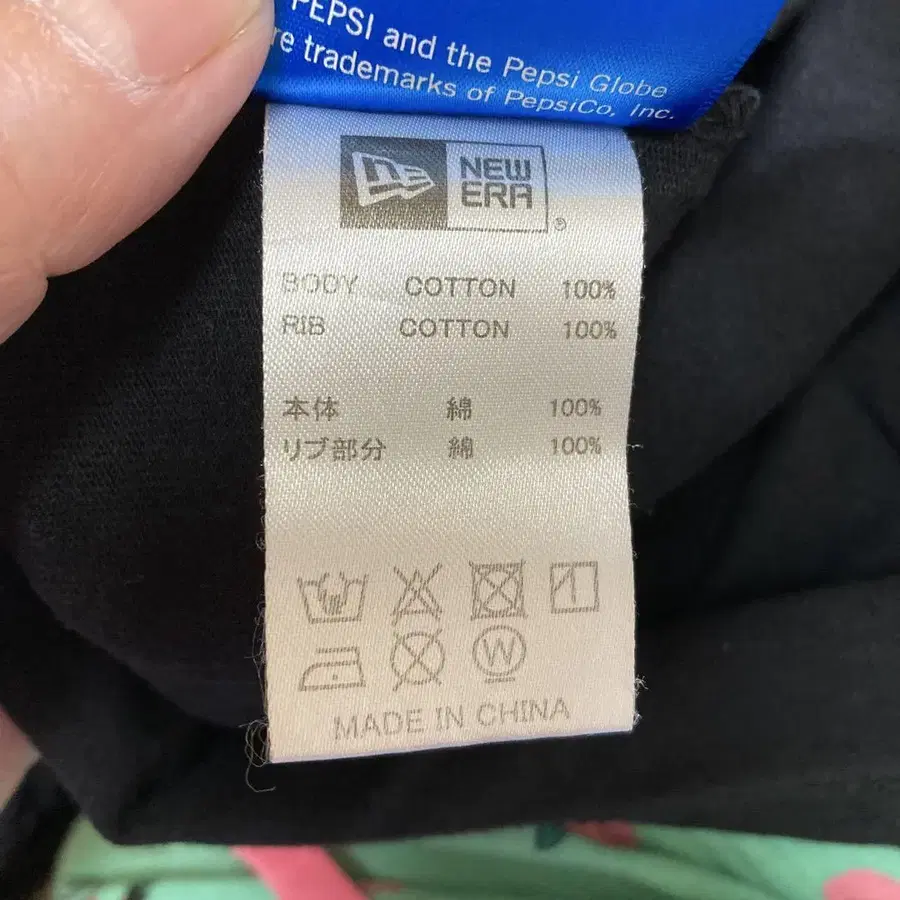 PEPSI and the Pepsi Globe
re trademarks of PepsiCo, Inc.
NEW
ERA
®
BODY COTTON 100%
RIB COTTON 100%
本体 綿 100%
リブ部分 綿 100%
W
MADE IN CHINA